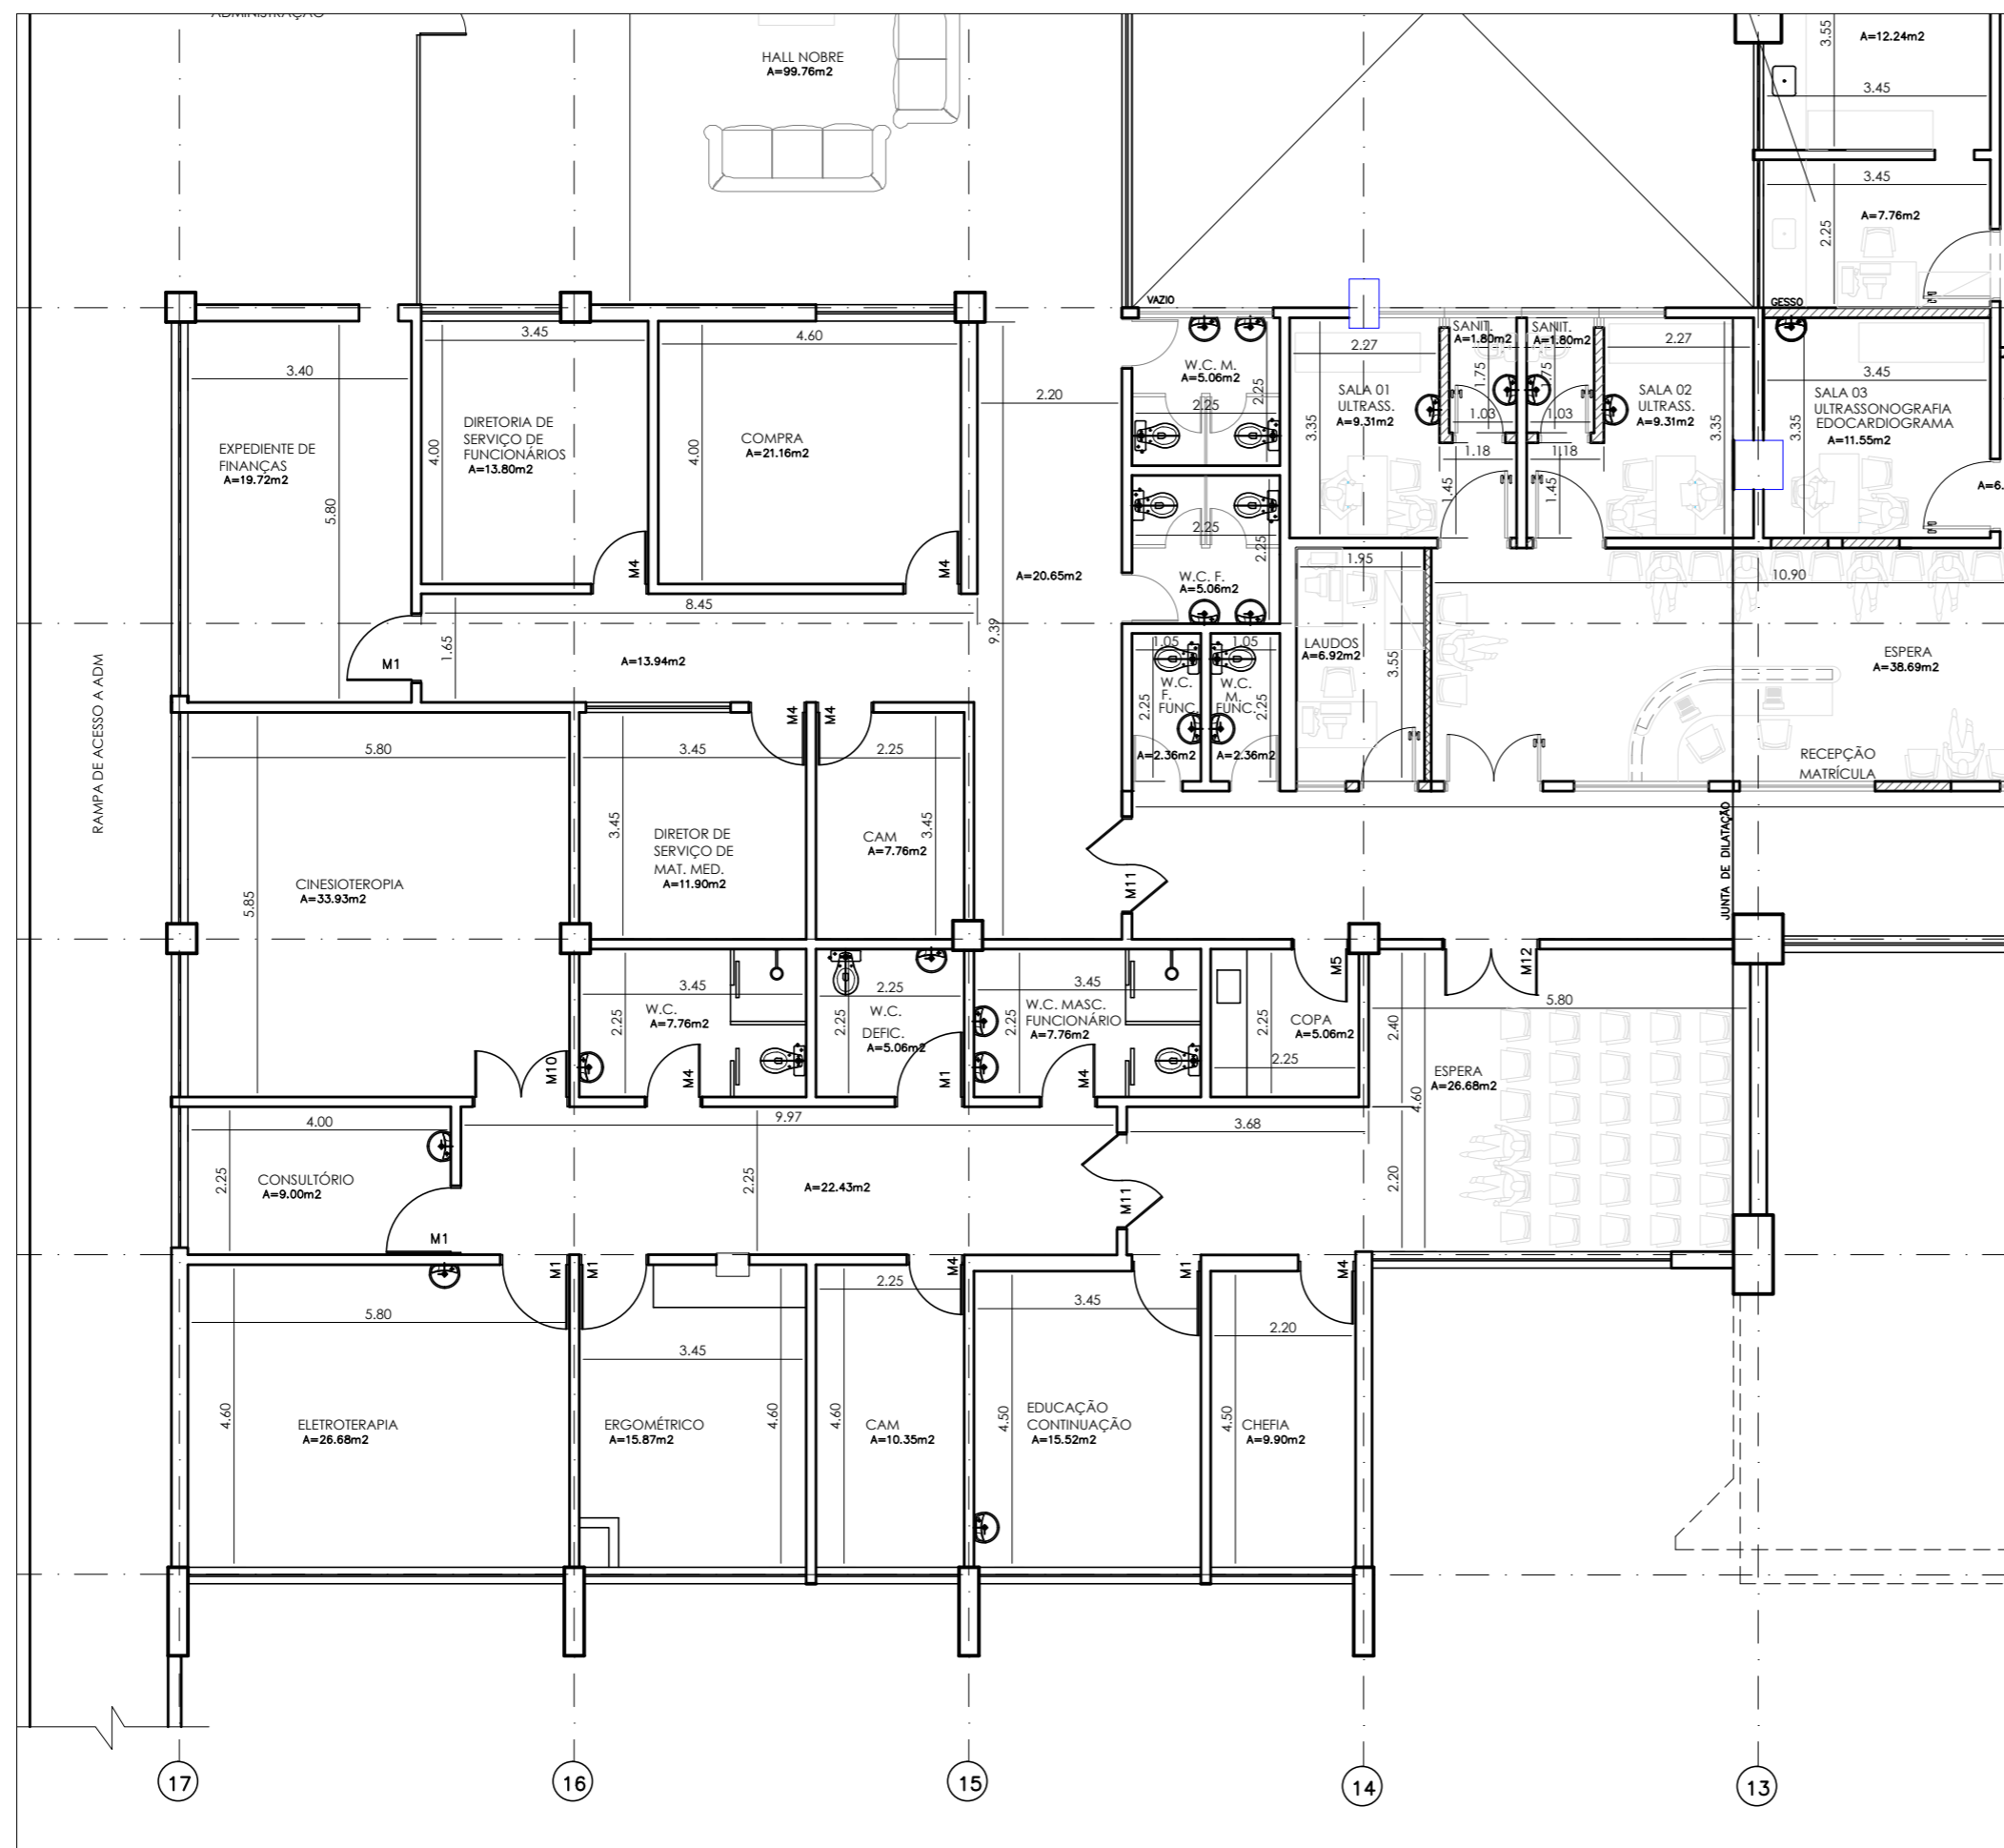 ADMINISTRAÇÃO
HALL NOBRE
A=99.76m2
3.55
A=12.24m2
3.45
3.45
A=7.76m2
2.25
VAZIO
GESSO
3.40
3.45
4.60
2.20
W.C. M.
A=5.06m2
2.25
2.25
2.27
SANIT.
A=1.80m2
SANIT.
A=1.80m2
2.27
1.75
1.75
SALA 01
ULTRASS.
A=9.31m2
3.35
1.03
1.03
SALA 02
ULTRASS.
A=9.31m2
3.35
3.45
SALA 03
ULTRASSONOGRAFIA
EDOCARDIOGRAMA
A=11.55m2
3.35
EXPEDIENTE DE
FINANÇAS
A=19.72m2
5.80
DIRETORIA DE
SERVIÇO DE
FUNCIONÁRIOS
A=13.80m2
4.00
COMPRA
A=21.16m2
4.00
1.18
1.18
1.45
1.45
A=6.
2.25
2.25
W.C. F.
A=5.06m2
M4
M4
A=20.65m2
1.95
10.90
8.45
9.39
1.65
M1
A=13.94m2
1.05
1.05
W.C.
F.
FUNC.
2.25
A=2.36m2
W.C.
M.
FUNC.
2.25
A=2.36m2
LAUDOS
A=6.92m2
3.55
ESPERA
A=38.69m2
RECEPÇÃO
MATRÍCULA
RAMPA DE ACESSO A ADM
5.80
M4
M4
3.45
2.25
3.45
DIRETOR DE
SERVIÇO DE
MAT. MED.
A=11.90m2
CAM
A=7.76m2
3.45
JUNTA DE DILATAÇÃO
M11
CINESIOTEROPIA
A=33.93m2
5.85
3.45
W.C.
A=7.76m2
2.25
2.25
W.C.
DEFIC.
A=5.06m2
2.25
3.45
W.C. MASC.
FUNCIONÁRIO
A=7.76m2
2.25
M5
COPA
A=5.06m2
2.25
2.25
M12
5.80
2.40
ESPERA
A=26.68m2
4.60
M10
M4
M1
M4
4.00
9.97
3.68
CONSULTÓRIO
A=9.00m2
2.25
2.25
A=22.43m2
M11
2.20
M1
M1
M1
M4
M1
M4
5.80
3.45
2.25
3.45
2.20
ELETROTERAPIA
A=26.68m2
4.60
ERGOMÉTRICO
A=15.87m2
4.60
CAM
A=10.35m2
4.60
EDUCAÇÃO
CONTINUAÇÃO
A=15.52m2
4.50
CHEFIA
A=9.90m2
4.50
17
16
15
14
13